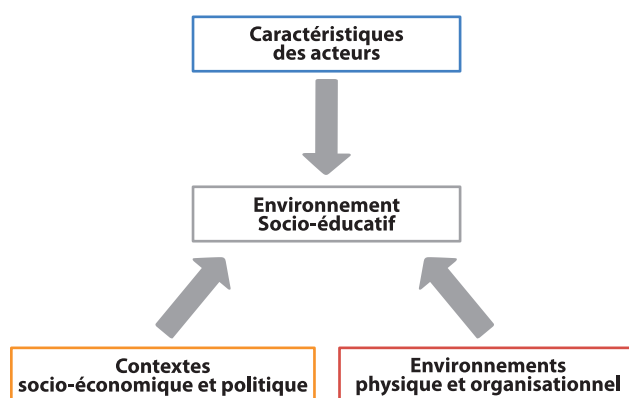 Caractéristiques
des acteurs
Environnement
Socio-éducatif
Contextes
socio-économique et politique
Environnements
physique et organisationnel